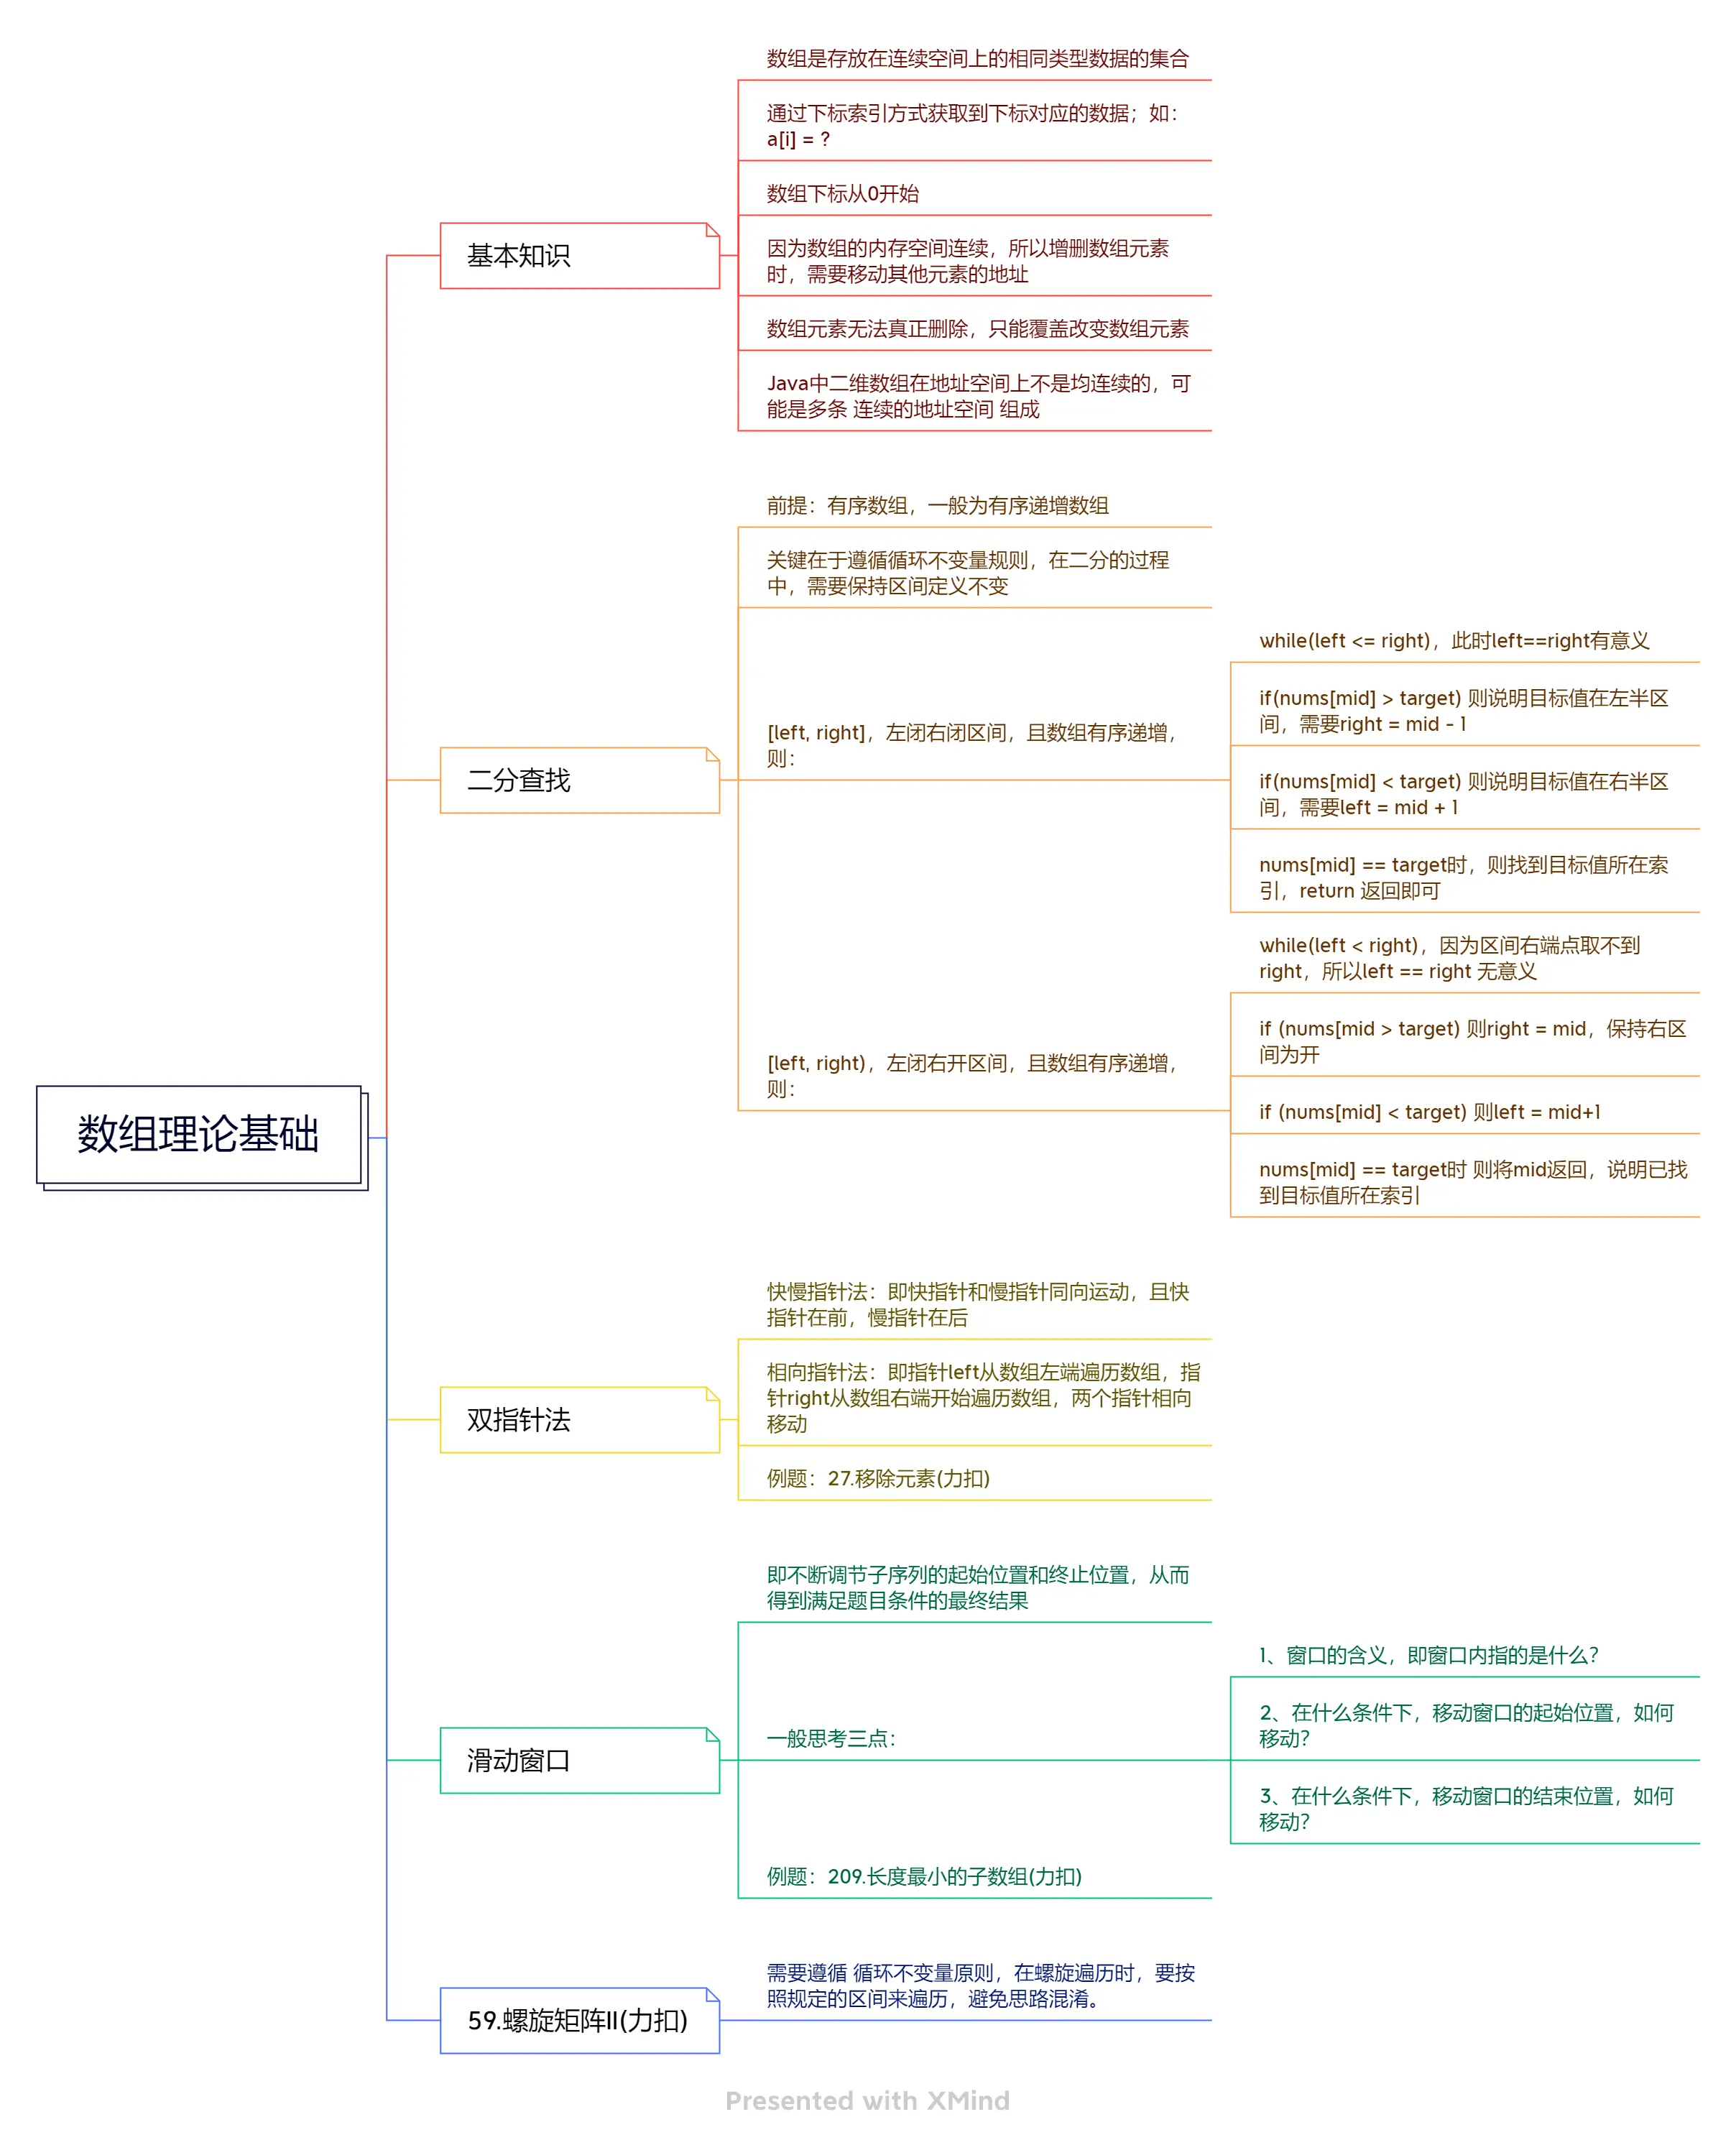 数组理论基础
基本知识
数组是存放在连续空间上的相同类型数据的集合
通过下标索引方式获取到下标对应的数据；如：
a[i] = ?
数组下标从0开始
因为数组的内存空间连续，所以增删数组元素
时，需要移动其他元素的地址
数组元素无法真正删除，只能覆盖改变数组元素
Java中二维数组在地址空间上不是均连续的，可
能是多条 连续的地址空间 组成
二分查找
前提：有序数组，一般为有序递增数组
关键在于遵循循环不变量规则，在二分的过程
中，需要保持区间定义不变
[left, right]，左闭右闭区间，且数组有序递增，
则：
while(left <= right)，此时left==right有意义
if(nums[mid] > target) 则说明目标值在左半区
间，需要right = mid - 1
if(nums[mid] < target) 则说明目标值在右半区
间，需要left = mid + 1
nums[mid] == target时，则找到目标值所在索
引，return 返回即可
[left, right)，左闭右开区间，且数组有序递增，
则：
while(left < right)，因为区间右端点取不到
right，所以left == right 无意义
if (nums[mid > target) 则right = mid，保持右区
间为开
if (nums[mid] < target) 则left = mid+1
nums[mid] == target时 则将mid返回，说明已找
到目标值所在索引
双指针法
快慢指针法：即快指针和慢指针同向运动，且快
指针在前，慢指针在后
相向指针法：即指针left从数组左端遍历数组，指
针right从数组右端开始遍历数组，两个指针相向
移动
例题：27.移除元素(力扣)
滑动窗口
即不断调节子序列的起始位置和终止位置，从而
得到满足题目条件的最终结果
一般思考三点：
1、窗口的含义，即窗口内指的是什么？
2、在什么条件下，移动窗口的起始位置，如何
移动？
3、在什么条件下，移动窗口的结束位置，如何
移动？
例题：209.长度最小的子数组(力扣)
59.螺旋矩阵II(力扣)
需要遵循 循环不变量原则，在螺旋遍历时，要按
照规定的区间来遍历，避免思路混淆。
Presented with XMind